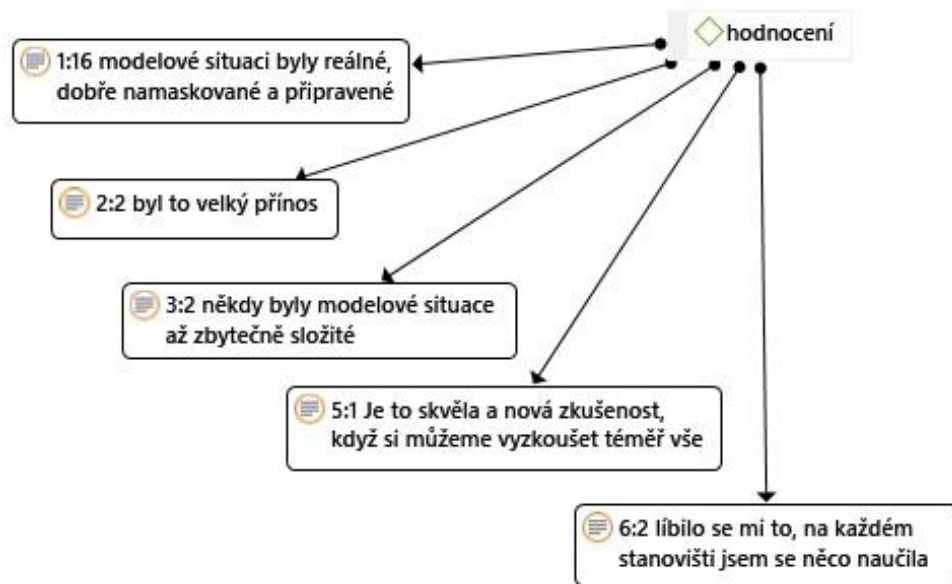 hodnocení
1:16 modelové situaci byly reálné,
dobře namaskované a připravené
2:2 byl to velký přínos
3:2 někdy byly modelové situace
až zbytečně složité
5:1 Je to skvěla a nová zkušenost,
když si můžeme vyzkoušet téměř vše
6:2 líbilo se mi to, na každém
stanovišti jsem se něco naučila